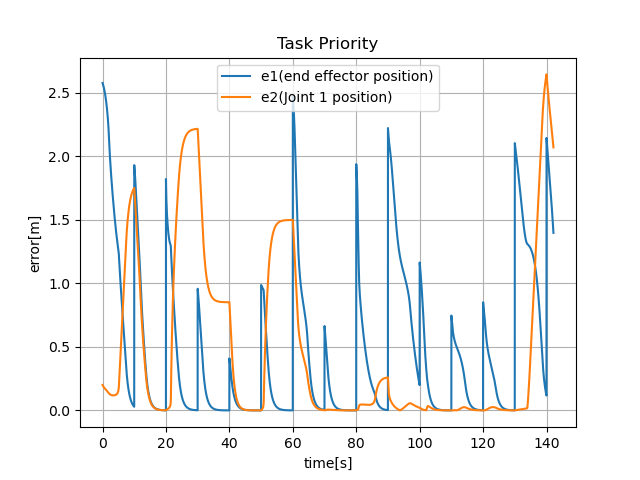 Task Priority
e1(end effector position)
e2(Joint 1 position)
error[m]
2.5
2.0
1.5
1.0
0.5
0.0
0 20 40 60 80 100 120 140
time[s]